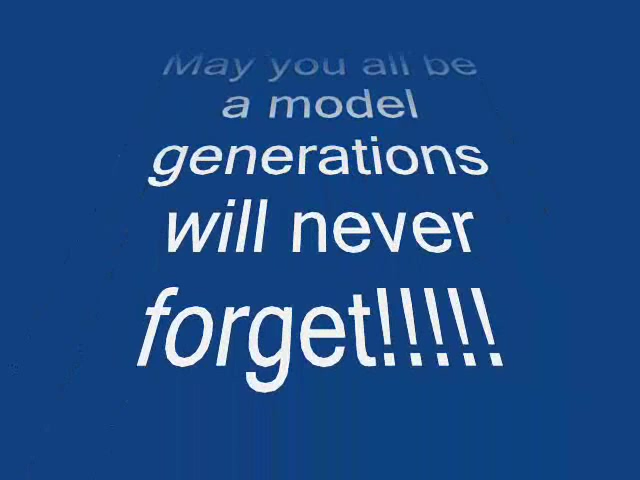 May you all be
a model
generations
will never
forget!!!!!